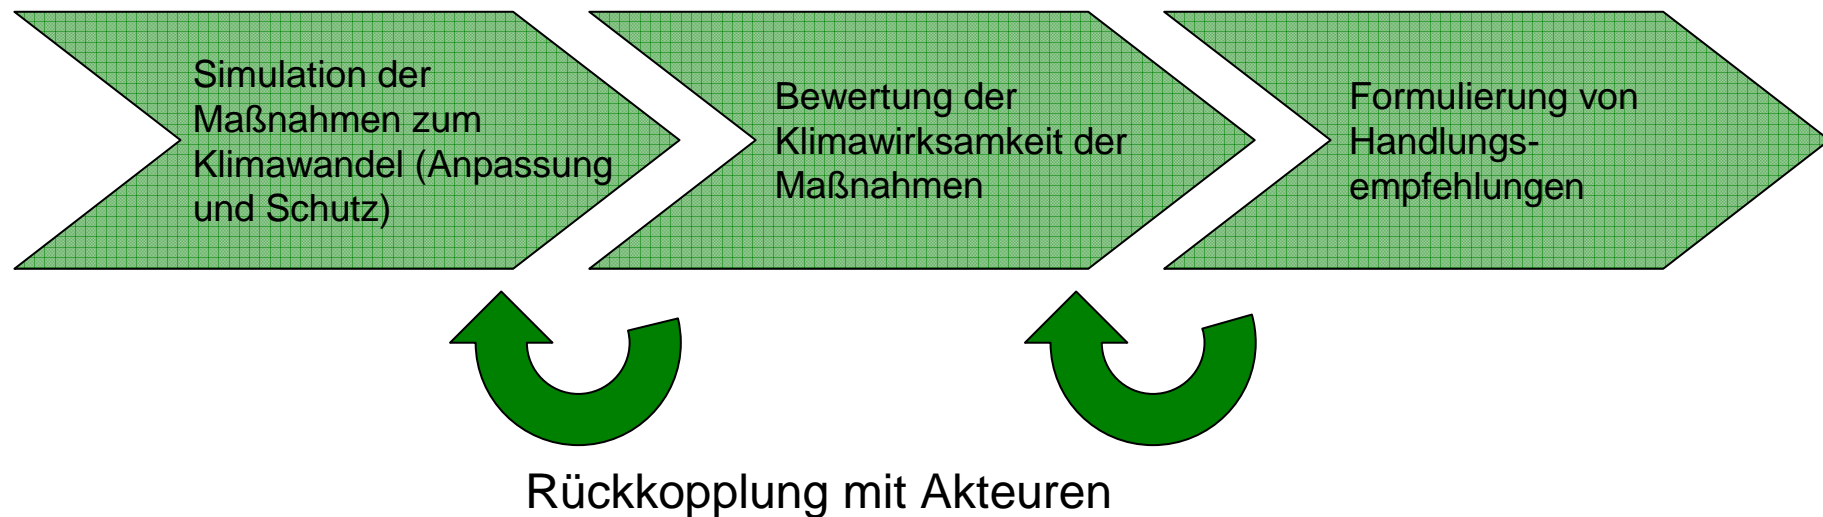 Simulation der
Maßnahmen zum
Klimawandel (Anpassung
und Schutz)
Bewertung der
Klimawirksamkeit der
Maßnahmen
Formulierung von
Handlungs-
empfehlungen
Rückkopplung mit Akteuren